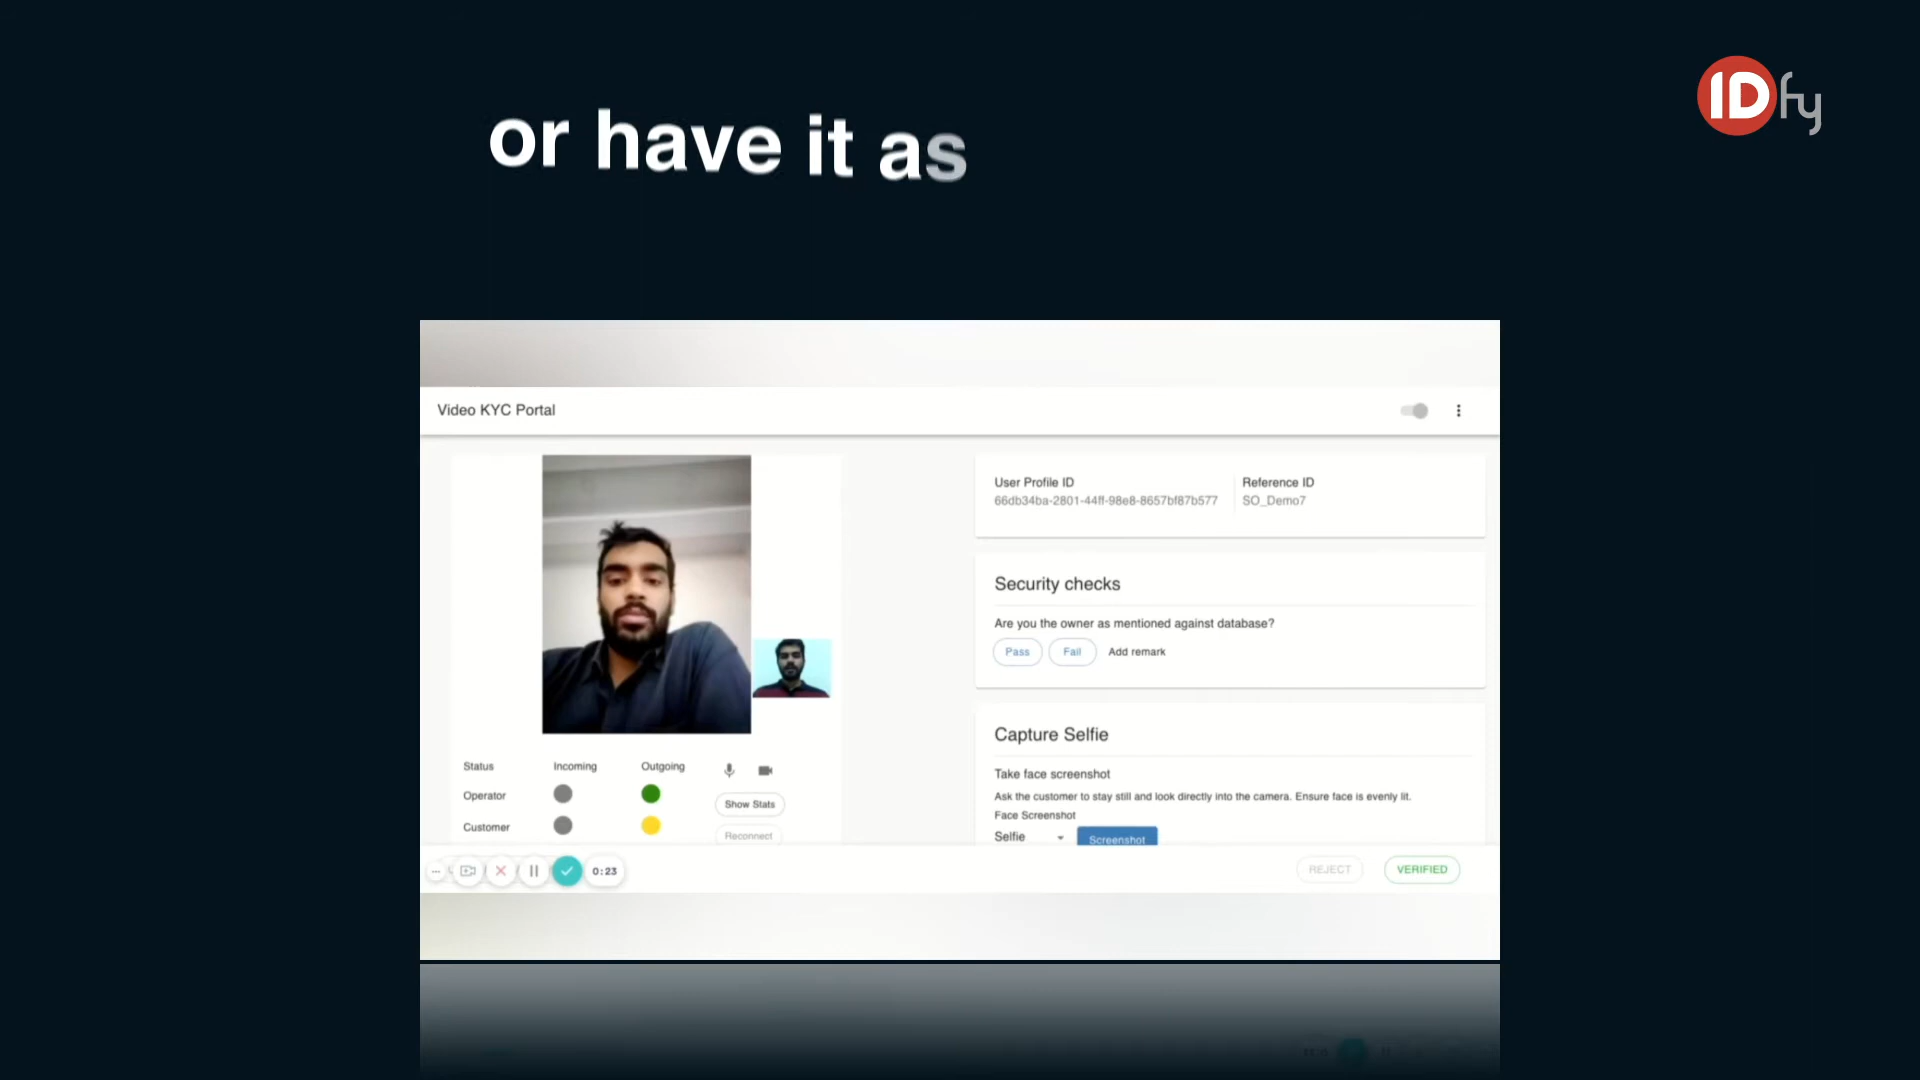 IDfy
or have it as
Video KYC Portal
User Profile ID
66db34ba-2801-44ff-98e8-8657bf87b577
Reference ID
SO_Demo7
Security checks
Are you the owner as mentioned against database?
Pass
Fail
Add remark
Capture Selfie
Take face screenshot
Ask the customer to stay still and look directly into the camera. Ensure face is evenly lit.
Face Screenshot
Selfie
Screenshot
Status
Incoming
Outgoing
Operator
Show Stats
Customer
Reconnect
0:23
REJECT
VERIFIED